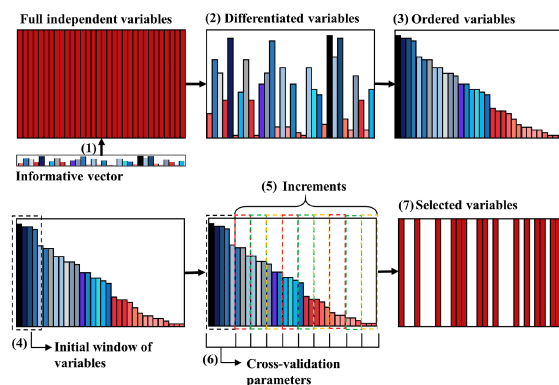 Full independent variables
(2) Differentiated variables
(3) Ordered variables
(1)
Informative vector
(5) Increments
(7) Selected variables
(4)
Initial window of
variables
(6)
Cross-validation
parameters